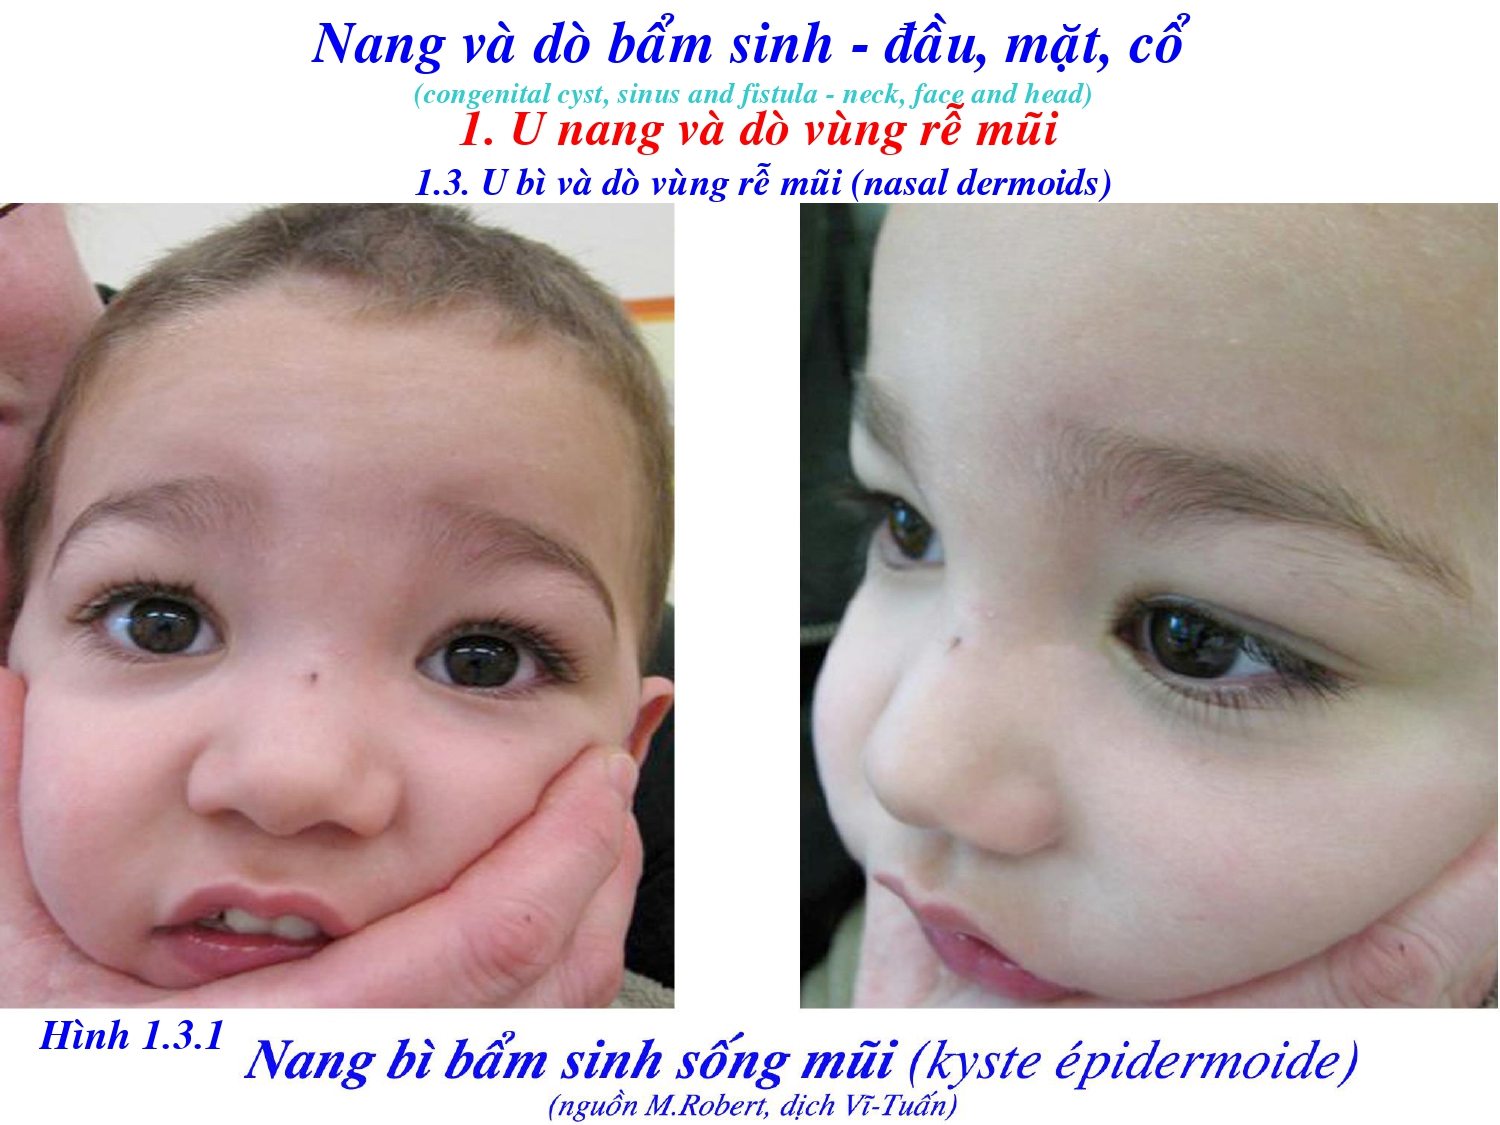 Nang và dò bẩm sinh - đầu, mặt, cổ
(congenital cyst, sinus and fistula - neck, face and head)
1. U nang và dò vùng rễ mũi
1.3. U bì và dò vùng rễ mũi (nasal dermoids)
Hình 1.3.1
Nang bì bẩm sinh sống mũi (kyste épidermoide)
(nguồn M.Robert, dịch Vĩ-Tuấn)